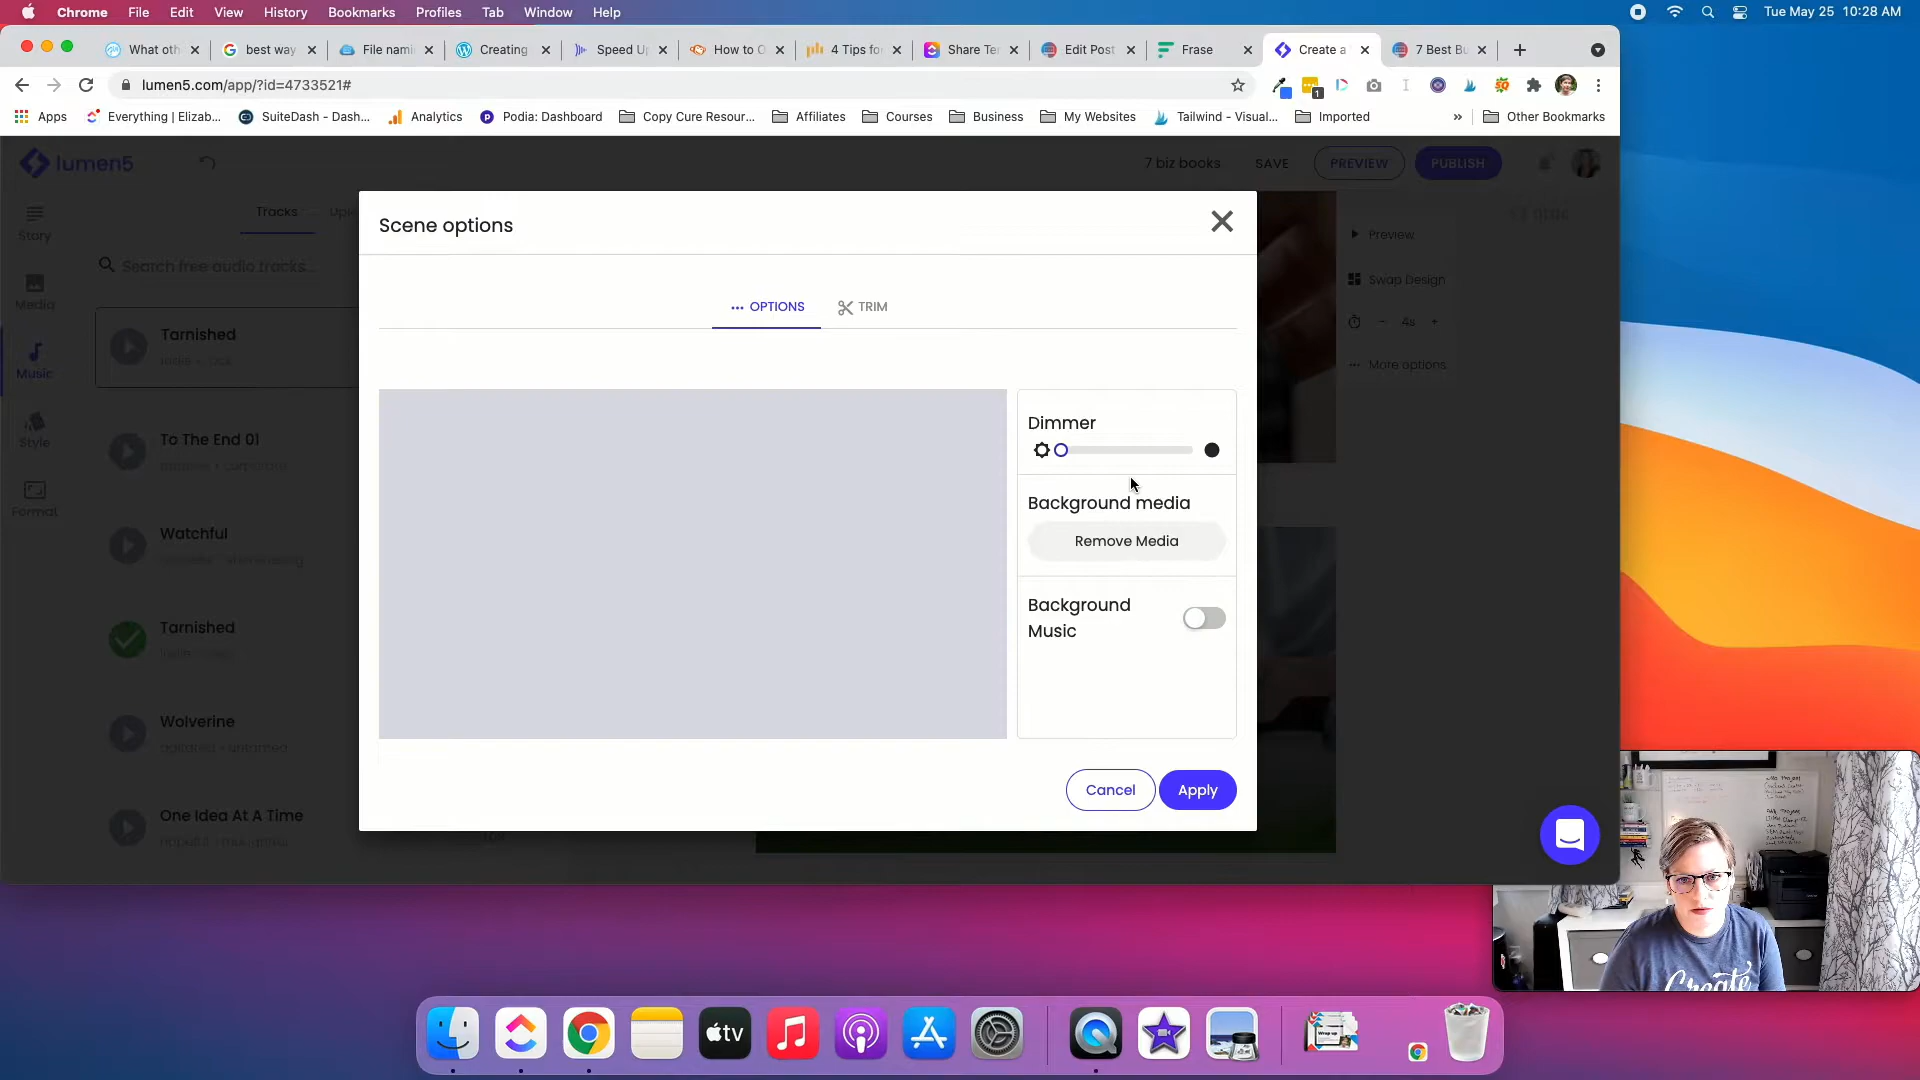 Chrome File Edit View History Bookmarks Profiles Tab Window Help
Tue May 25 10:28 AM
What oth
best way
File nami
Creating
Speed U
How to O
4 Tips fo
Share Te
Edit Post
Frase
Create a
7 Best Bu
lumen5.com/app/?id=4733521#
1
Apps
Everything | Elizab...
SuiteDash - Dash...
Analytics
Podia: Dashboard
Copy Cure Resour...
Affiliates
Courses
Business
My Websites
Tailwind - Visual...
Imported
»
Other Bookmarks
lumen5
7 biz books
SAVE
PREVIEW
PUBLISH
Story
Media
Music
Style
Format
Tracks
Search free audio tracks...
Tarnished
To The End 01
Watchful
Tarnished
Wolverine
One Idea At A Time
Scene options
OPTIONS
TRIM
Dimmer
Background media
Remove Media
Background
Music
Cancel
Apply
Preview
Swap Design
- 4s +
More options
Create
tv
Wrap up